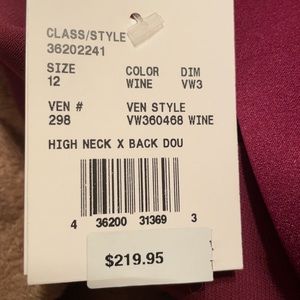 CLASS/STYLE
36202241
SIZE COLOR DIM
12 WINE VW3
VEN # VEN STYLE
298 VW360468 WINE
HIGH NECK X BACK DOU
4 36200 31369 3
$219.95